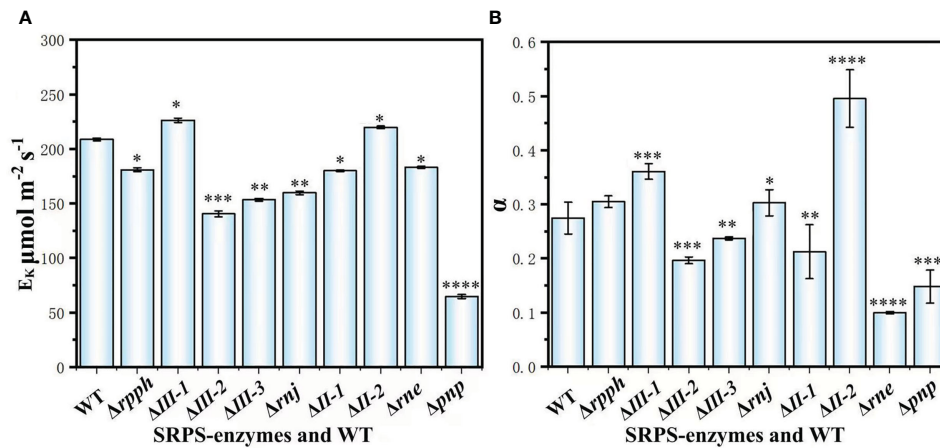 A
300
250
200
150
100
50
0
E_K μmol m⁻² s⁻¹
*
*
***
**
**
*
*
*
****
WT
Δrpph
ΔIII-1
ΔIII-2
ΔIII-3
Δrnj
ΔII-1
ΔII-2
Δrne
Δpnp
SRPS-enzymes and WT
B
0.6
0.5
0.4
0.3
0.2
0.1
0.0
α
***
***
**
*
**
****
****
***
WT
Δrpph
ΔIII-1
ΔIII-2
ΔIII-3
Δrnj
ΔII-1
ΔII-2
Δrne
Δpnp
SRPS-enzymes and WT